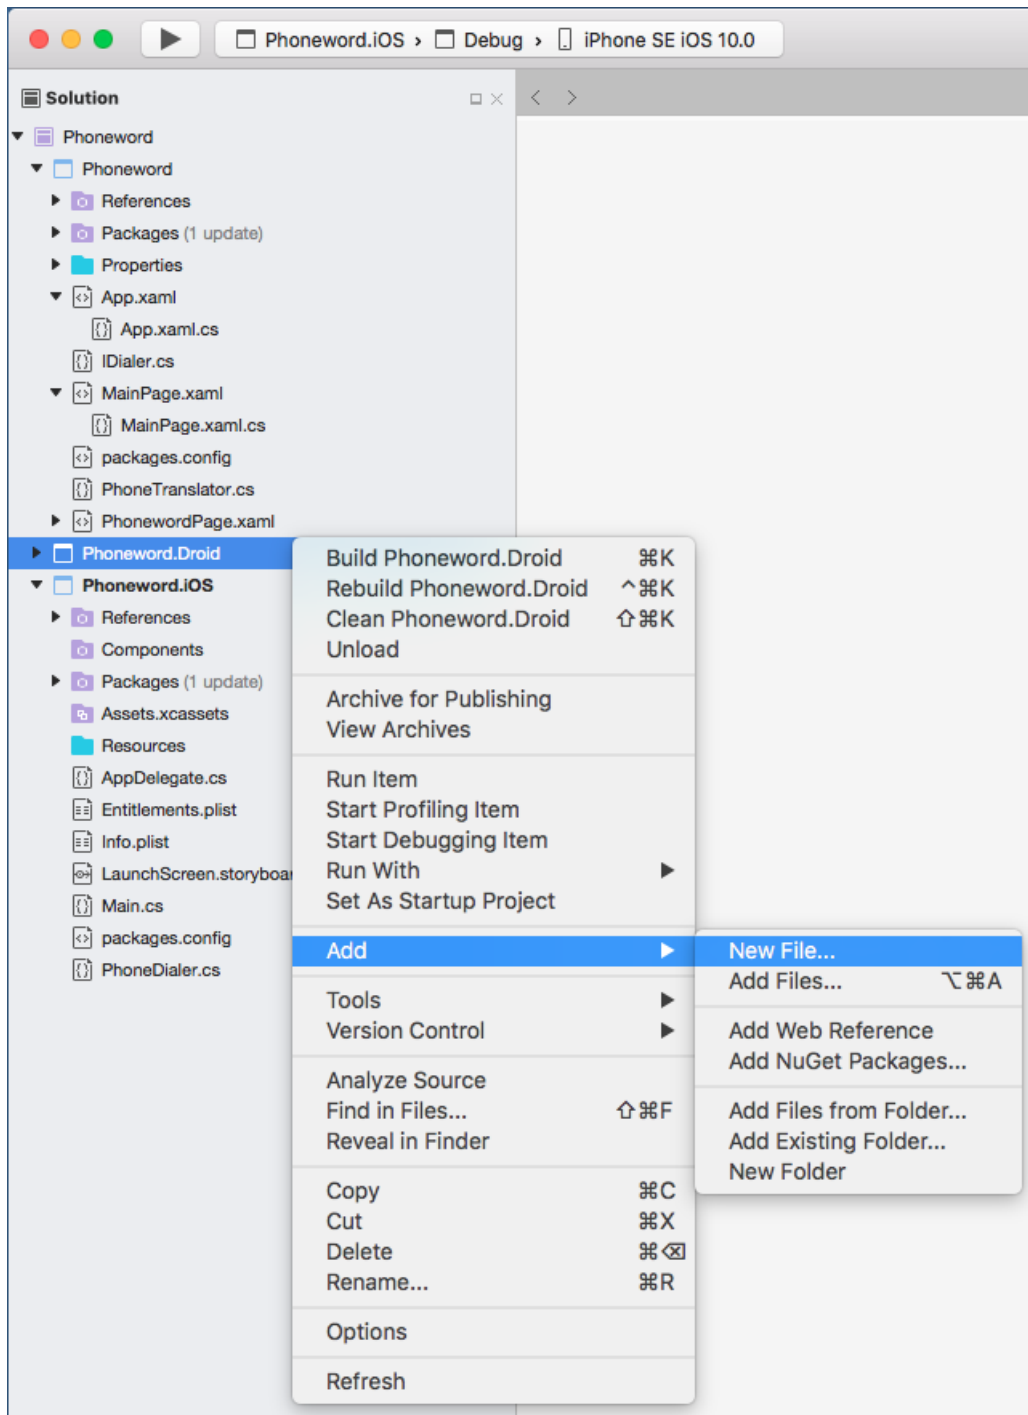 Phoneword.iOS › Debug › iPhone SE iOS 10.0
Solution
Phoneword
Phoneword
References
Packages (1 update)
Properties
App.xaml
App.xaml.cs
IDialer.cs
MainPage.xaml
MainPage.xaml.cs
packages.config
PhoneTranslator.cs
PhonewordPage.xaml
Phoneword.Droid
Phoneword.iOS
References
Components
Packages (1 update)
Assets.xcassets
Resources
AppDelegate.cs
Entitlements.plist
Info.plist
LaunchScreen.storyboar
Main.cs
packages.config
PhoneDialer.cs
Build Phoneword.Droid ⌘K
Rebuild Phoneword.Droid ^⌘K
Clean Phoneword.Droid ⇧⌘K
Unload
Archive for Publishing
View Archives
Run Item
Start Profiling Item
Start Debugging Item
Run With
Set As Startup Project
Add
Tools
Version Control
Analyze Source
Find in Files... ⇧⌘F
Reveal in Finder
Copy ⌘C
Cut ⌘X
Delete ⌘⌫
Rename... ⌘R
Options
Refresh
New File...
Add Files... ⌥⌘A
Add Web Reference
Add NuGet Packages...
Add Files from Folder...
Add Existing Folder...
New Folder